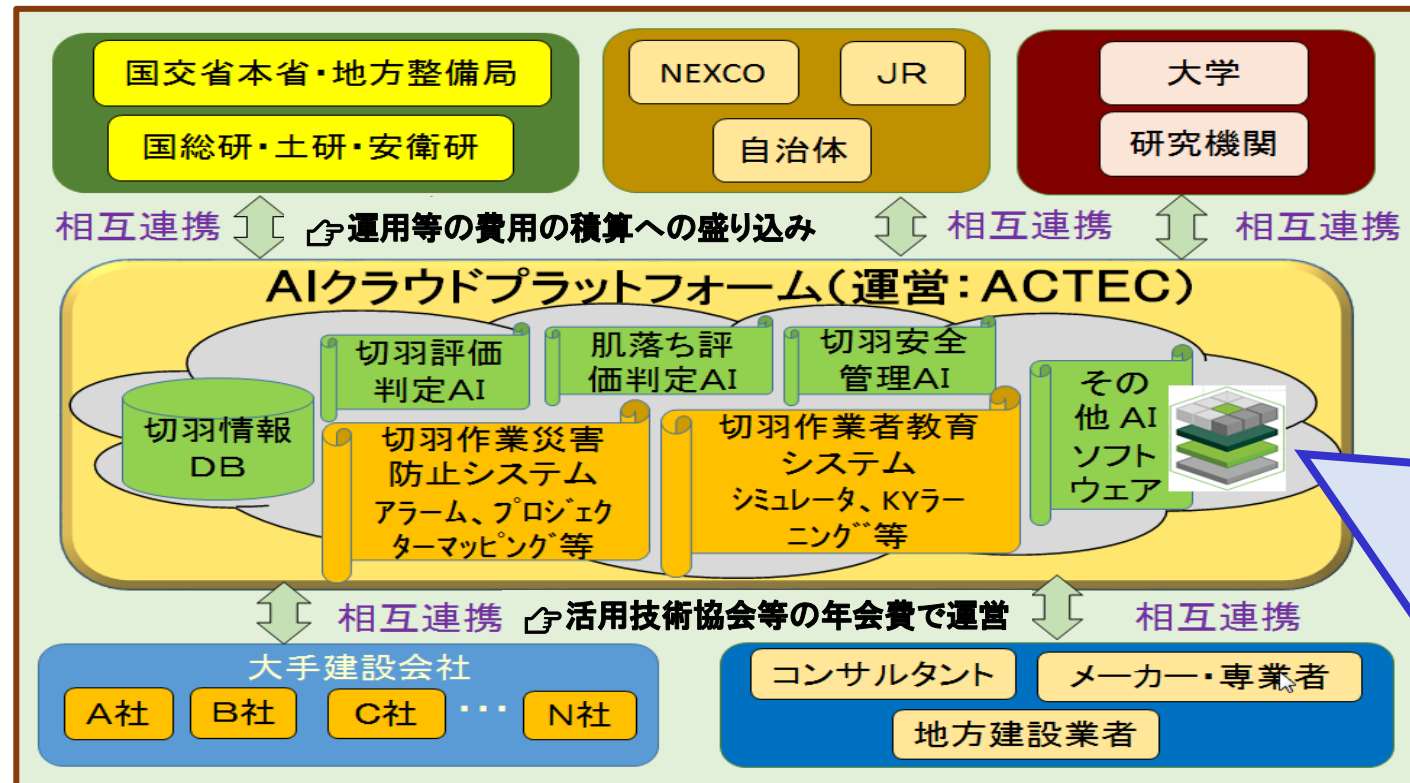 国交省本省・地方整備局
国総研・土研・安衛研
NEXCO
JR
自治体
大学
研究機関
相互連携
☞運用等の費用の積算への盛り込み
相互連携
相互連携
AIクラウドプラットフォーム(運営:ACTEC)
切羽情報
DB
切羽評価
判定AI
肌落ち評
価判定AI
切羽安全
管理AI
切羽作業災害
防止システム
アラーム、プロジェク
ターマッピング等
切羽作業者教育
システム
シミュレータ、KYラー
ニング゙等
その
他 AI
ソフト
ウェア
相互連携
☞活用技術協会等の年会費で運営
相互連携
大手建設会社
A社
B社
C社
・・・
N社
コンサルタント
メーカー・専業者
地方建設業者